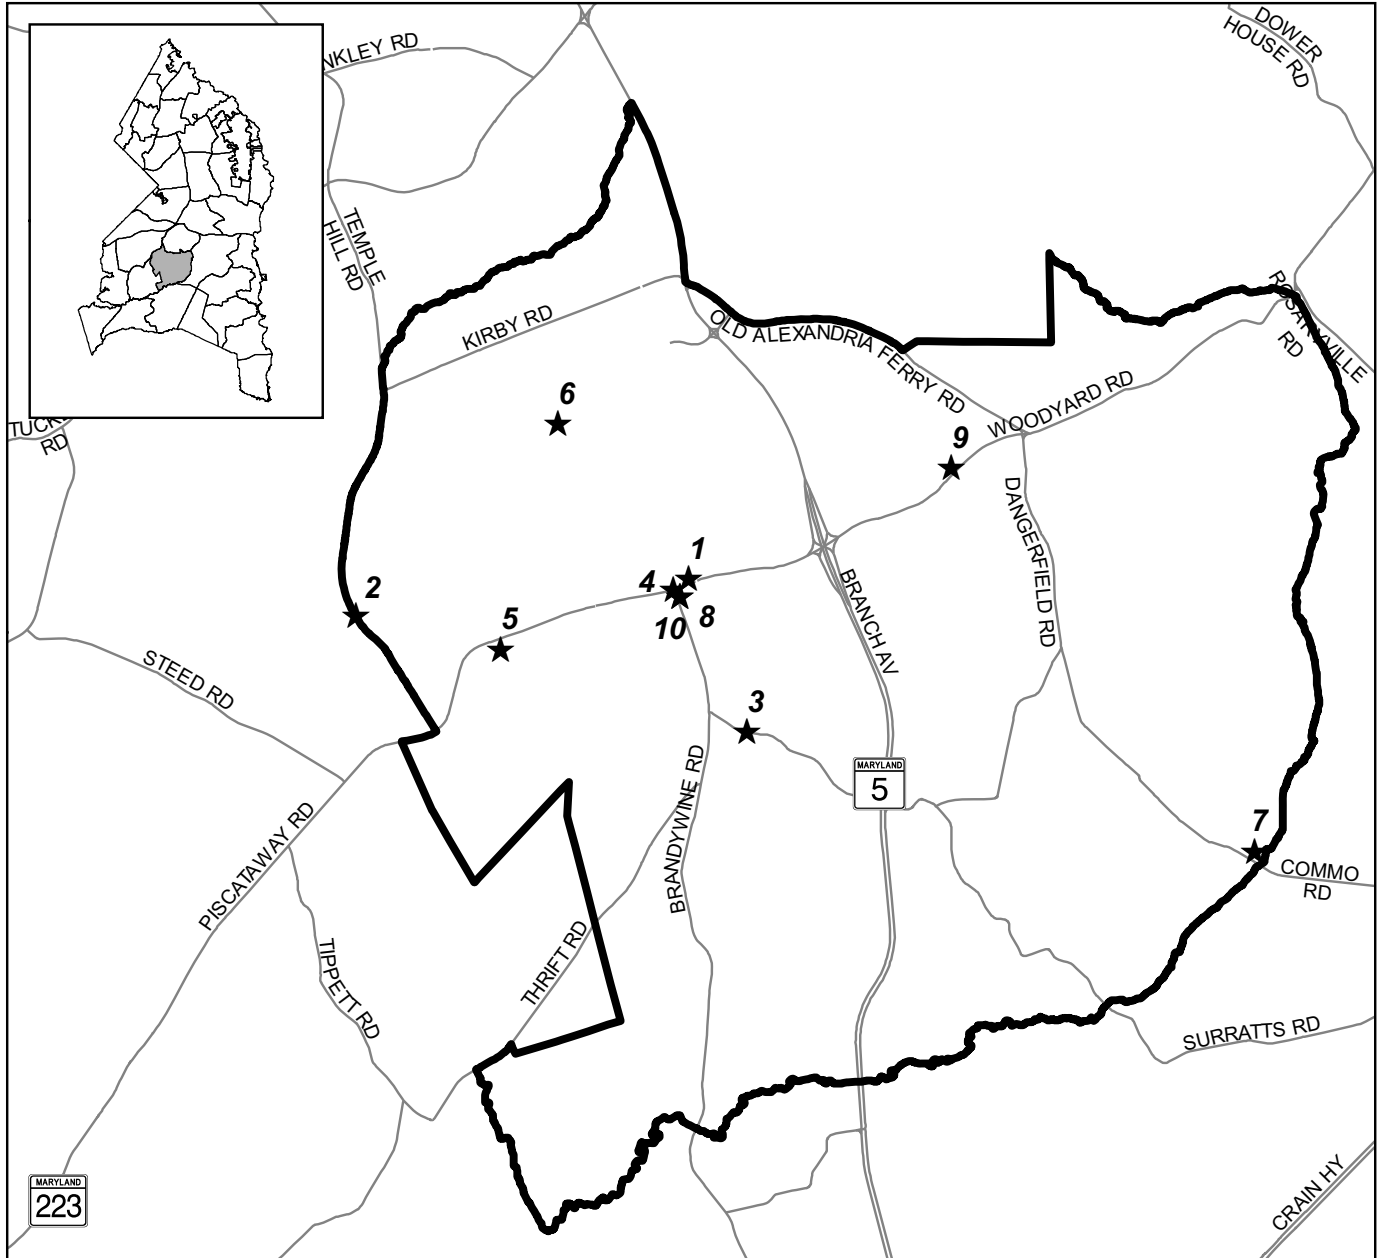 DOWER
HOUSE RD
NKLEY RD
TEMPLE
HILL RD
KIRBY RD
OLD ALEXANDRIA FERRY RD
ROSARYVILLE
RD
WOODYARD RD
TUCKE
RD
6
9
DANGERFIELD RD
1
4
2
8
10
5
BRANCH AV
STEED RD
3
BRANDYWINE RD
MARYLAND
5
PISCATAWAY RD
7
COMMO
RD
THRIFT RD
TIPPETT RD
SURRATTS RD
MARYLAND
223
CRAIN HY